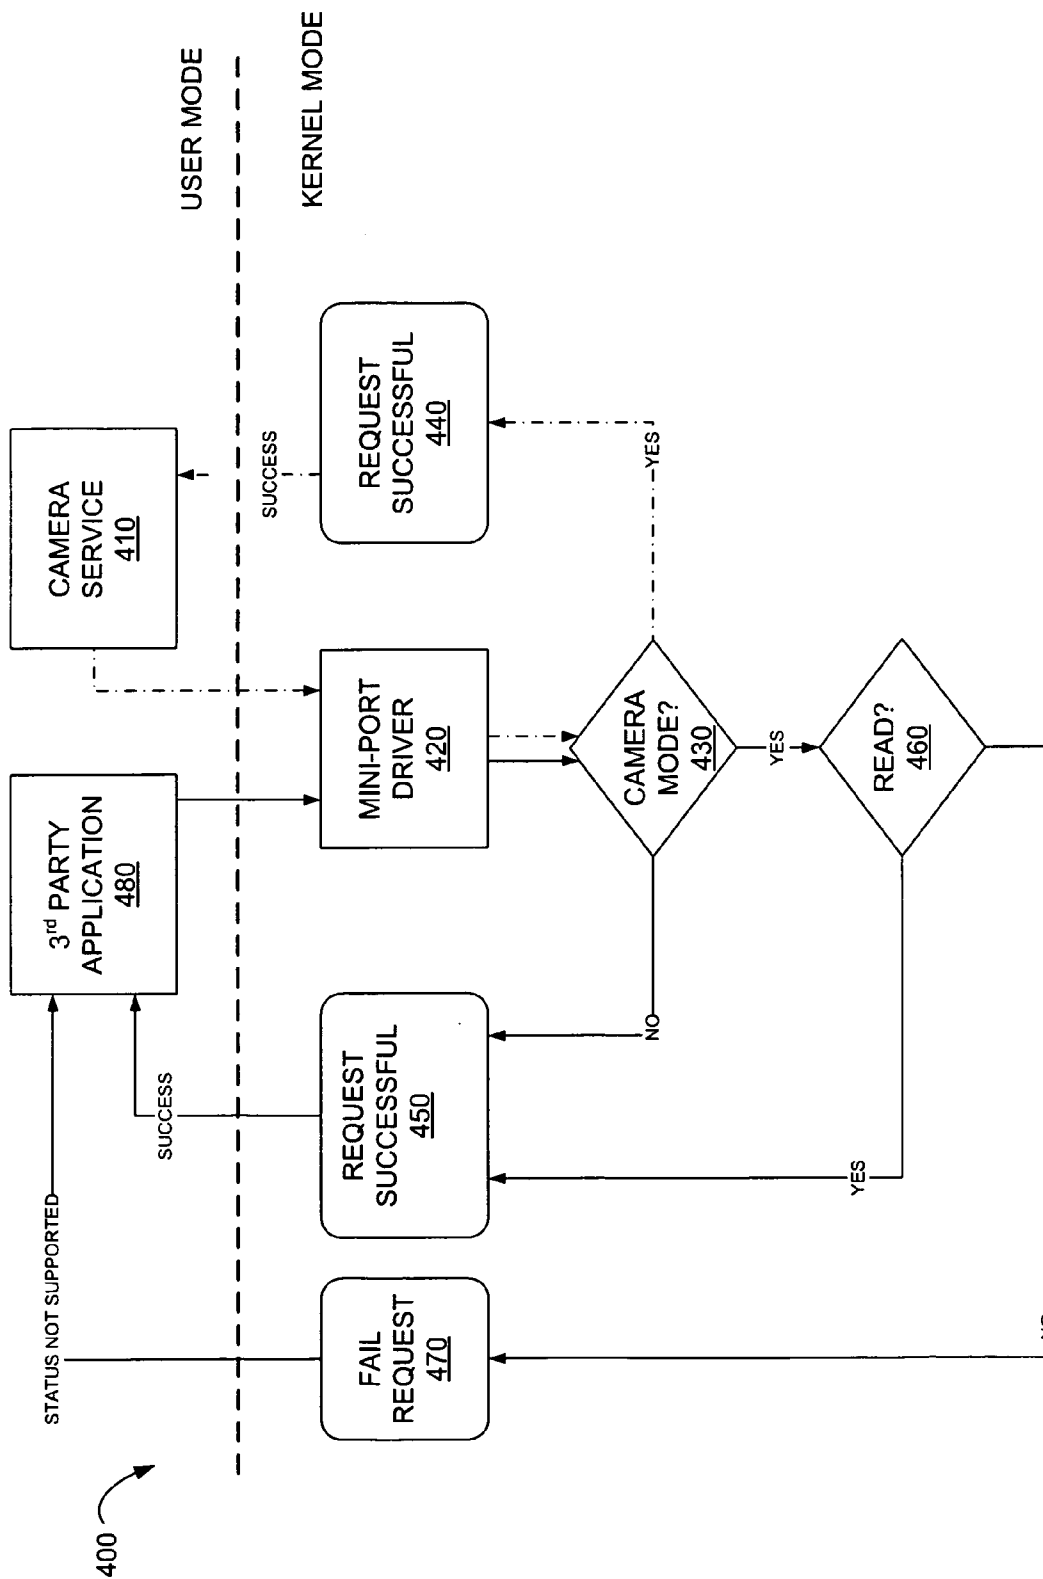 400
USER MODE
KERNEL MODE
STATUS NOT SUPPORTED
3rd PARTY
APPLICATION
480
CAMERA
SERVICE
410
SUCCESS
SUCCESS
FAIL
REQUEST
470
REQUEST
SUCCESSFUL
450
MINI-PORT
DRIVER
420
REQUEST
SUCCESSFUL
440
NO
CAMERA
MODE?
430
YES
YES
YES
READ?
460